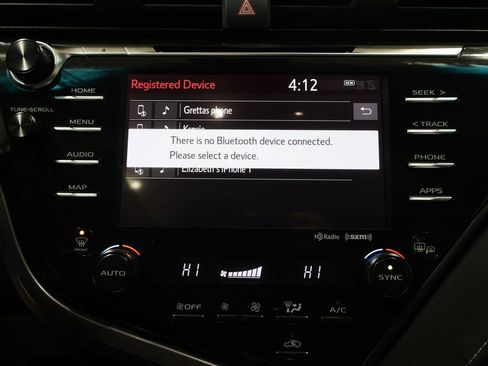 Registered Device
4:12
Grettas phone
Kensie
There is no Bluetooth device connected.
Please select a device.
Elizabeth's iPhone 1
HD Radio
((sxm))
TUNE·SCROLL
HOME
MENU
AUDIO
MAP
SEEK >
< TRACK
PHONE
APPS
FRONT
AUTO
HI
HI
SYNC
OFF
A/C